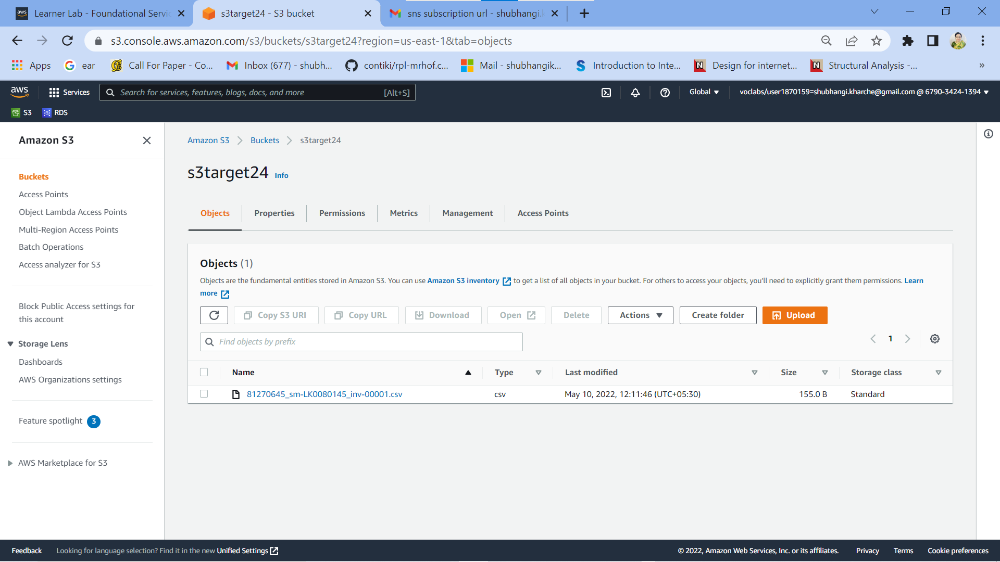 Learner Lab - Foundational Servic
s3target24 - S3 bucket
sns subscription url - shubhangi.k
s3.console.aws.amazon.com/s3/buckets/s3target24?region=us-east-1&tab=objects
Apps
ear
Call For Paper - Co...
Inbox (677) - shubh...
contiki/rpl-mrhof.c...
Mail - shubhangik...
Introduction to Inte...
Design for internet...
Structural Analysis -...
»
aws
Services
Search for services, features, blogs, docs, and more
[Alt+S]
Global
voclabs/user1870159=shubhangi.kharche@gmail.com @ 6790-3424-1394
S3
RDS
Amazon S3
Buckets
Access Points
Object Lambda Access Points
Multi-Region Access Points
Batch Operations
Access analyzer for S3
Block Public Access settings for
this account
Storage Lens
Dashboards
AWS Organizations settings
Feature spotlight 3
AWS Marketplace for S3
Amazon S3
Buckets
s3target24
s3target24 Info
Objects
Properties
Permissions
Metrics
Management
Access Points
Objects (1)
Objects are the fundamental entities stored in Amazon S3. You can use Amazon S3 inventory to get a list of all objects in your bucket. For others to access your objects, you'll need to explicitly grant them permissions. Learn
more
Copy S3 URI
Copy URL
Download
Open
Delete
Actions
Create folder
Upload
Find objects by prefix
1
Name
Type
Last modified
Size
Storage class
81270645_sm-LK0080145_inv-00001.csv
csv
May 10, 2022, 12:11:46 (UTC+05:30)
155.0 B
Standard
Feedback
Looking for language selection? Find it in the new Unified Settings
© 2022, Amazon Web Services, Inc. or its affiliates.
Privacy
Terms
Cookie preferences